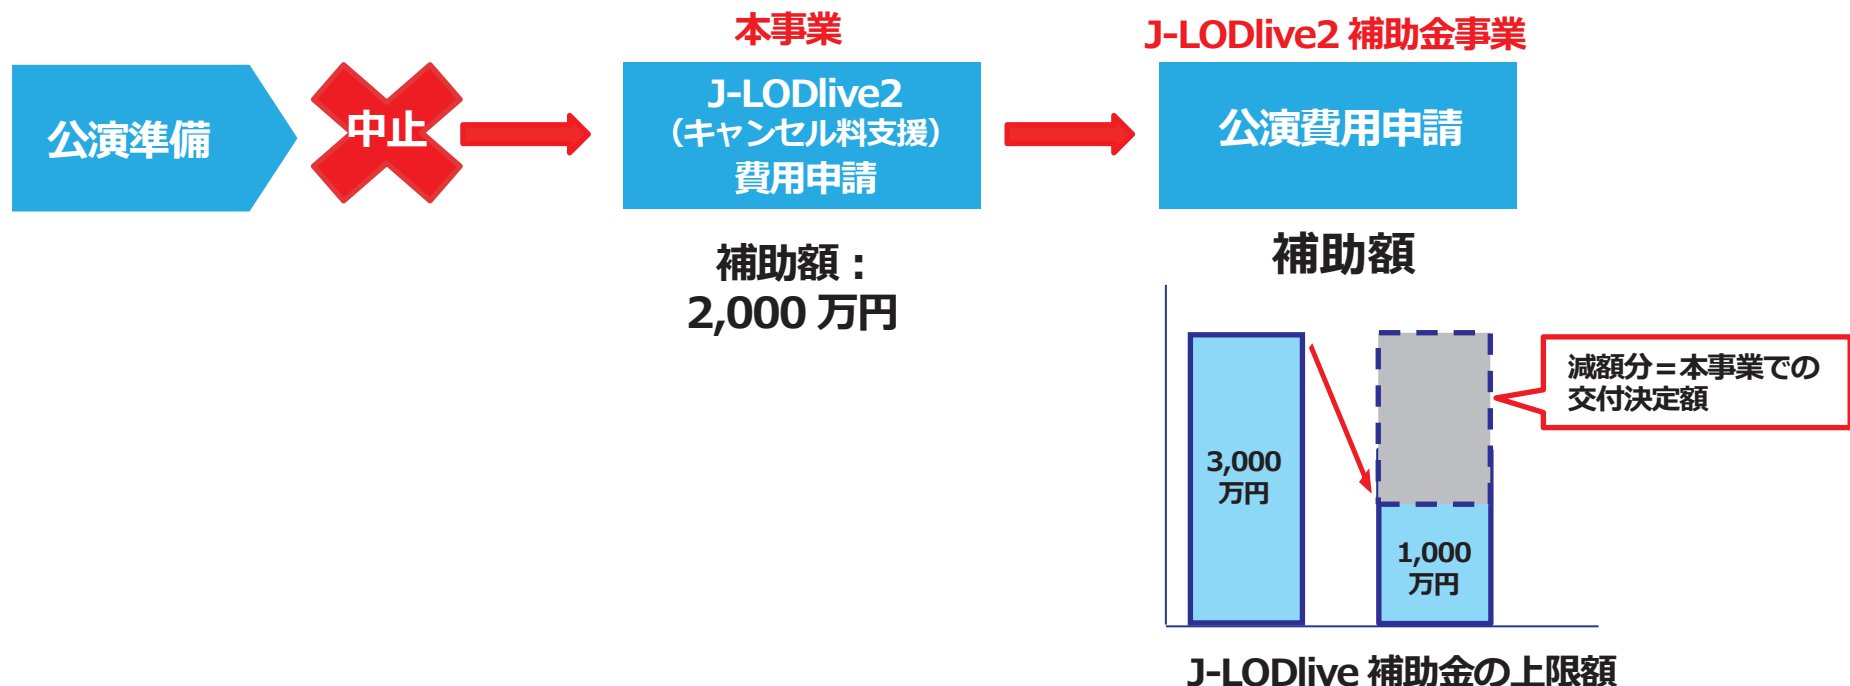 本事業
J-LODlive2 補助金事業
公演準備
中止
J-LODlive2
（キャンセル料支援）
費用申請
公演費用申請
補助額：
2,000 万円
補助額
減額分＝本事業での
交付決定額
3,000
万円
1,000
万円
J-LODlive 補助金の上限額